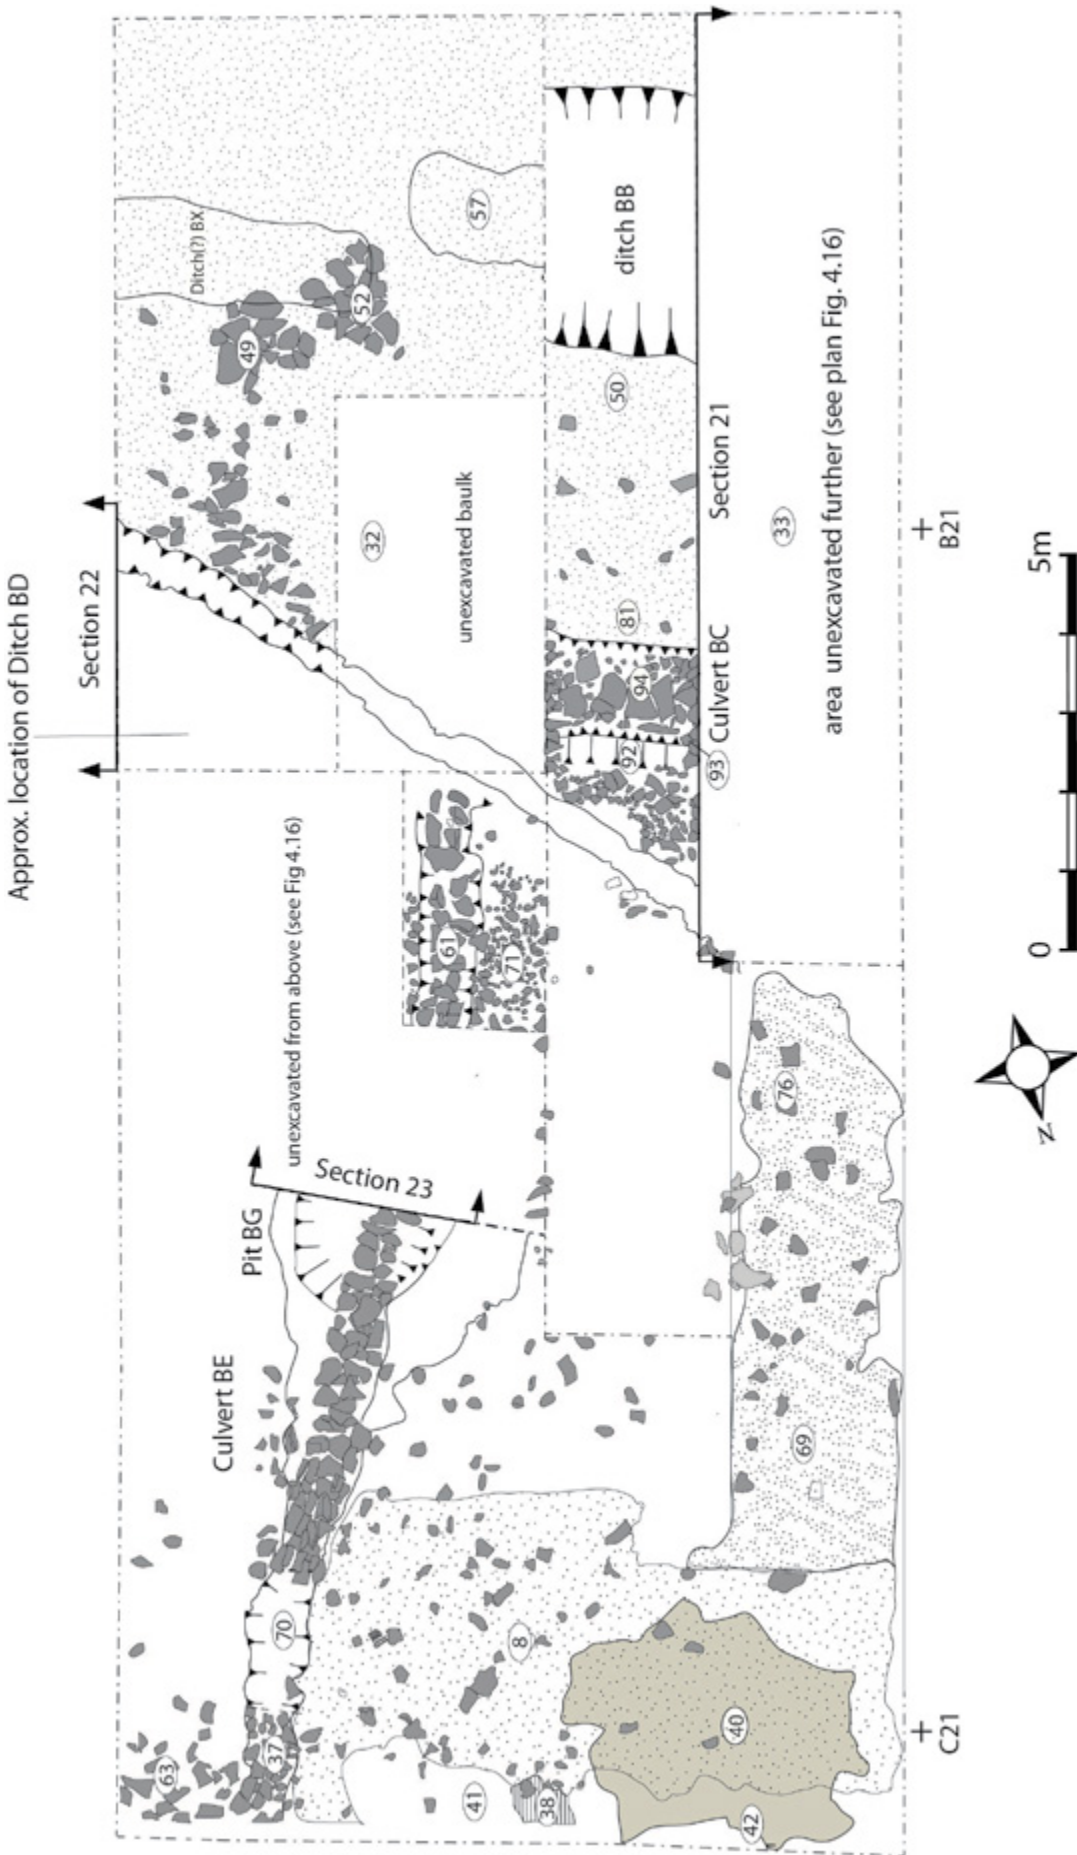 Approx. location of Ditch BD
Section 22
Ditch(?) BX
49
52
57
32
unexcavated baulk
ditch BB
50
81
94
92
93
Culvert BC
Section 21
33
area unexcavated further (see plan Fig. 4.16)
B21
unexcavated from above (see Fig 4.16)
61
71
Section 23
Pit BG
Culvert BE
76
69
70
8
63
37
41
38
40
42
C21
0
5m
N